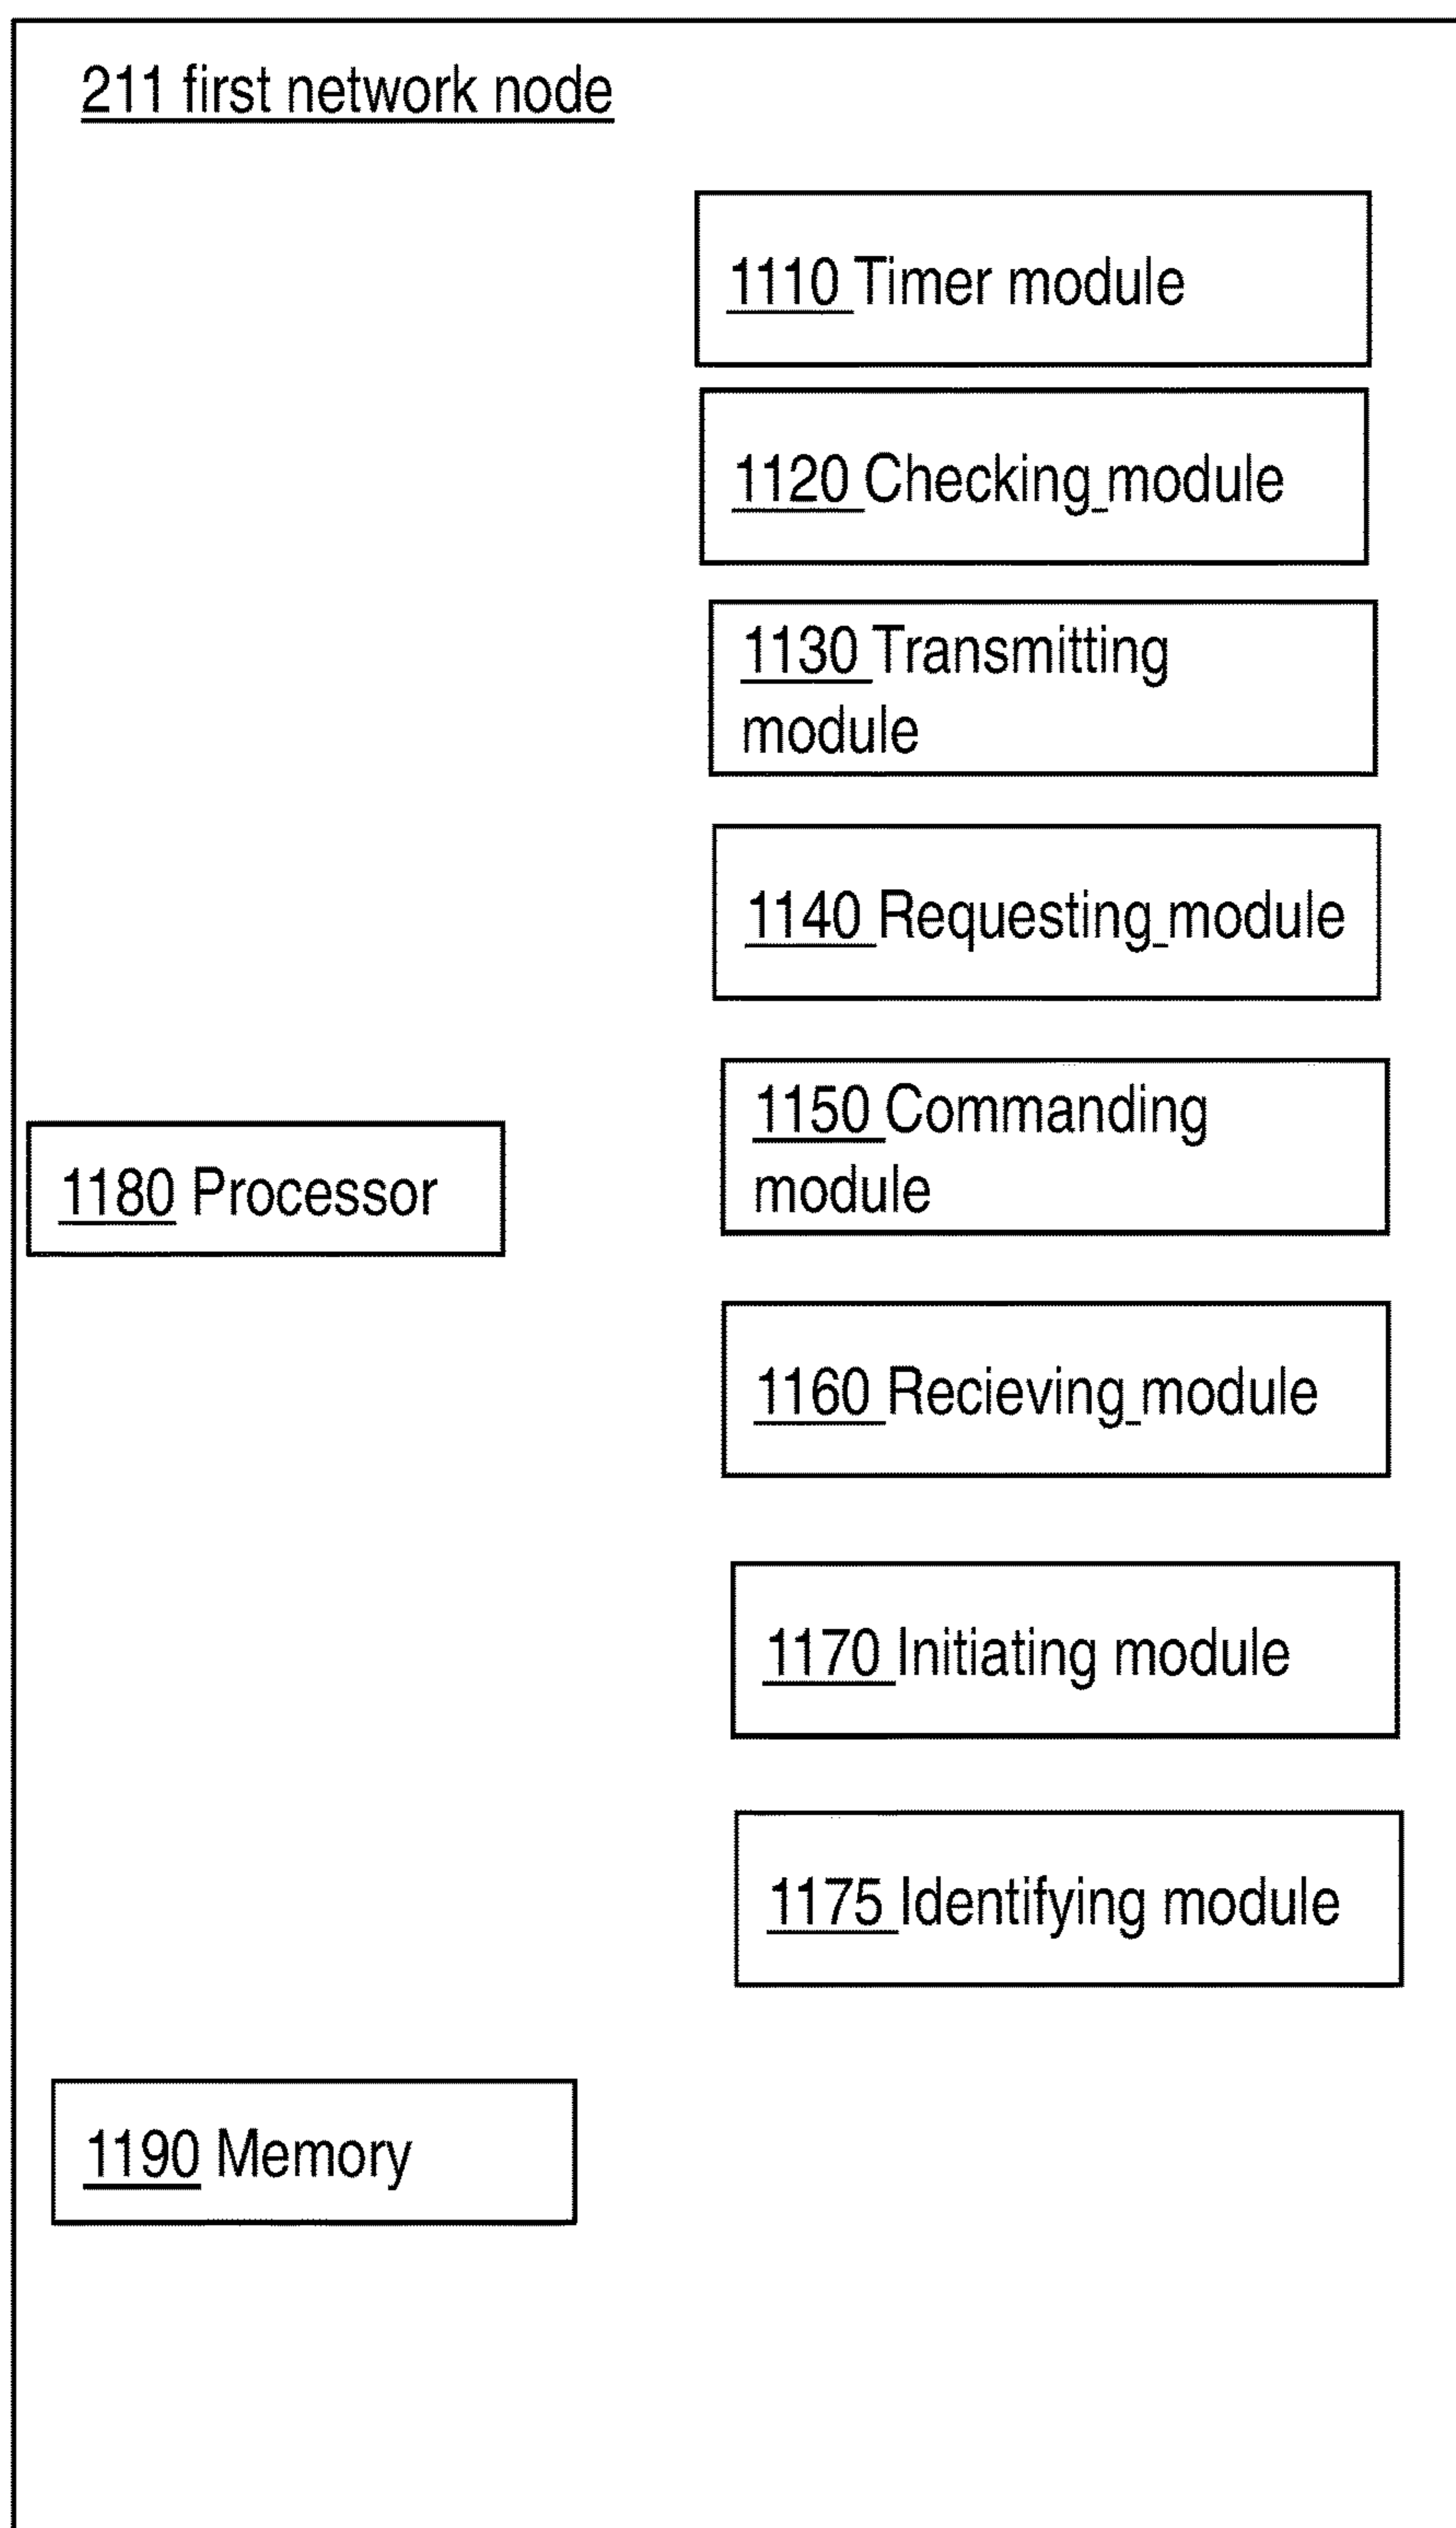 211 first network node
1110 Timer module
1120 Checking module
1130 Transmitting
module
1140 Requesting module
1150 Commanding
module
1180 Processor
1160 Recieving module
1170 Initiating module
1175 Identifying module
1190 Memory